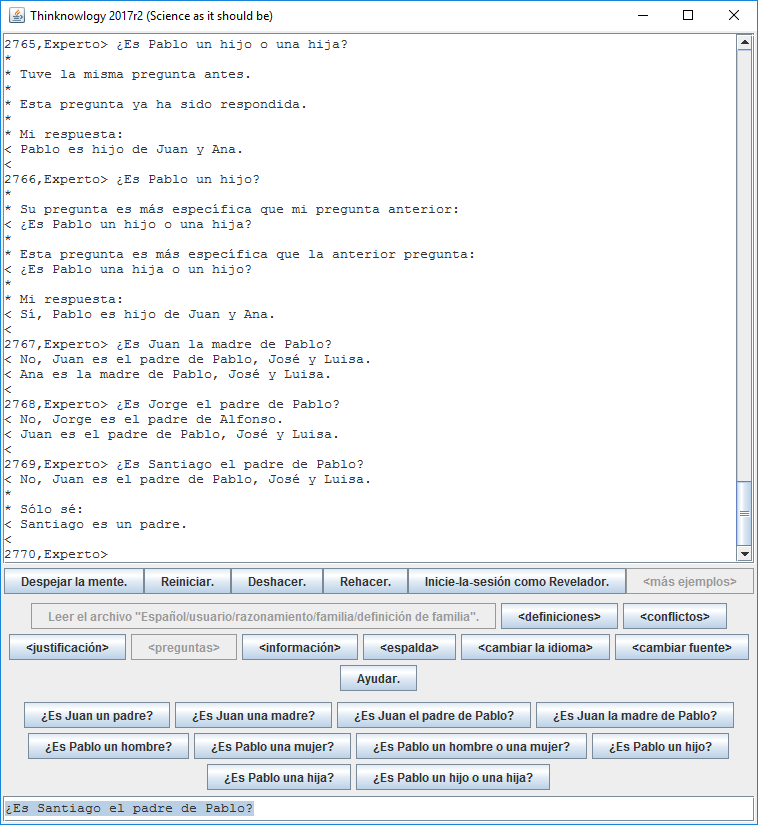 Thinknowlogy 2017r2 (Science as it should be)
2765,Experto> ¿Es Pablo un hijo o una hija?
*
* Tuve la misma pregunta antes.
*
* Esta pregunta ya ha sido respondida.
*
* Mi respuesta:
< Pablo es hijo de Juan y Ana.
<
2766,Experto> ¿Es Pablo un hijo?
*
* Su pregunta es más específica que mi pregunta anterior:
< ¿Es Pablo un hijo o una hija?
*
* Esta pregunta es más específica que la anterior pregunta:
< ¿Es Pablo una hija o un hijo?
*
* Mi respuesta:
< Sí, Pablo es hijo de Juan y Ana.
<
2767,Experto> ¿Es Juan la madre de Pablo?
< No, Juan es el padre de Pablo, José y Luisa.
< Ana es la madre de Pablo, José y Luisa.
<
2768,Experto> ¿Es Jorge el padre de Pablo?
< No, Jorge es el padre de Alfonso.
< Juan es el padre de Pablo, José y Luisa.
<
2769,Experto> ¿Es Santiago el padre de Pablo?
< No, Juan es el padre de Pablo, José y Luisa.
*
* Sólo sé:
< Santiago es un padre.
<
2770,Experto>
Despejar la mente. Reiniciar. Deshacer. Rehacer. Inicie-la-sesión como Revelador. <más ejemplos>
Leer el archivo "Español/usuario/razonamiento/familia/definición de familia". <definiciones> <conflictos>
<justificación> <preguntas> <información> <espalda> <cambiar la idioma> <cambiar fuente>
Ayudar.
¿Es Juan un padre? ¿Es Juan una madre? ¿Es Juan el padre de Pablo? ¿Es Juan la madre de Pablo?
¿Es Pablo un hombre? ¿Es Pablo una mujer? ¿Es Pablo un hombre o una mujer? ¿Es Pablo un hijo?
¿Es Pablo una hija? ¿Es Pablo un hijo o una hija?
¿Es Santiago el padre de Pablo?